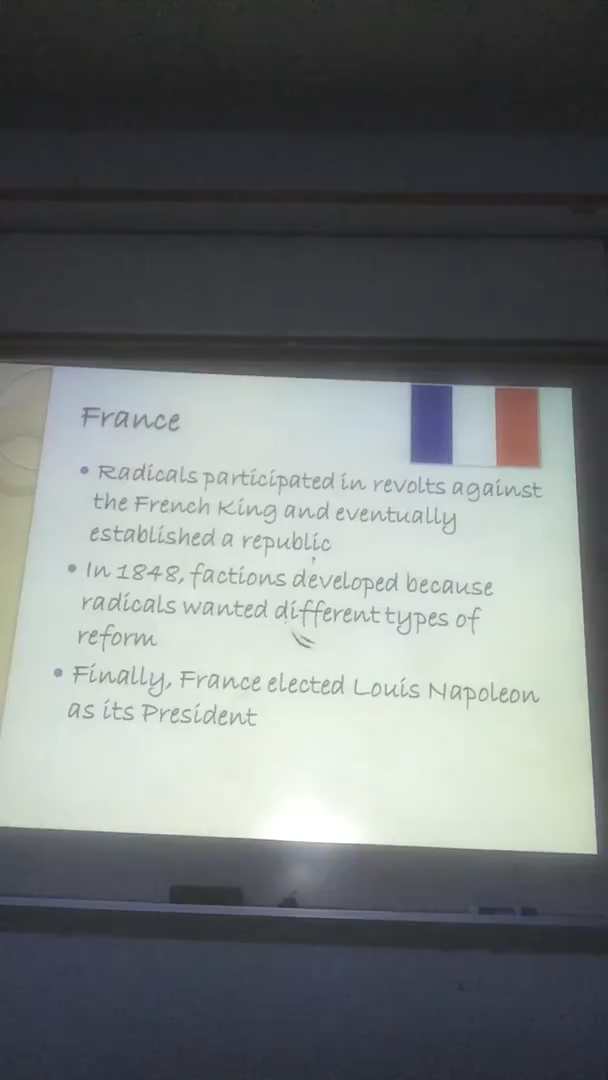 France
• Radicals participated in revolts against
the French King and eventually
established a republic
• In 1848, factions developed because
radicals wanted different types of
reform
• Finally, France elected Louis Napoleon
as its President